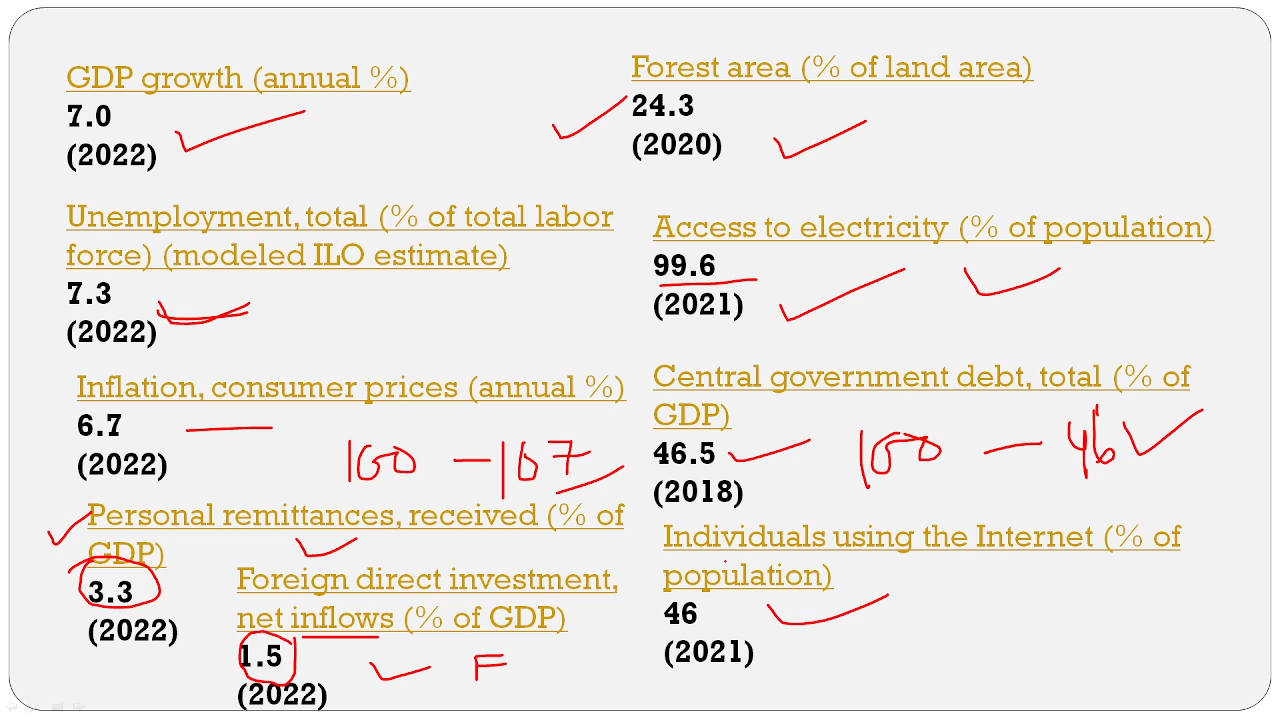 GDP growth (annual %)
7.0
(2022)
Unemployment, total (% of total labor
force) (modeled ILO estimate)
7.3
(2022)
Inflation, consumer prices (annual %)
6.7
(2022)
100 – 107
Personal remittances, received (% of
GDP)
3.3
(2022)
Foreign direct investment,
net inflows (% of GDP)
1.5
(2022)
F
Forest area (% of land area)
24.3
(2020)
Access to electricity (% of population)
99.6
(2021)
Central government debt, total (% of
GDP)
46.5
(2018)
100 – 46
Individuals using the Internet (% of
population)
46
(2021)